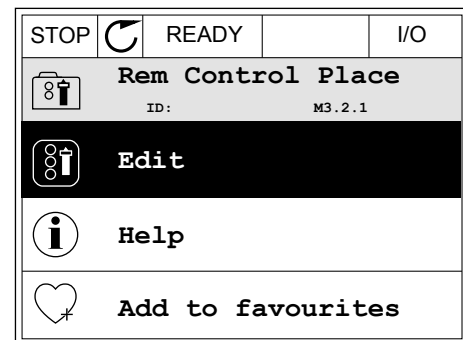 STOP READY I/O
Rem Control Place
ID: M3.2.1
Edit
Help
Add to favourites